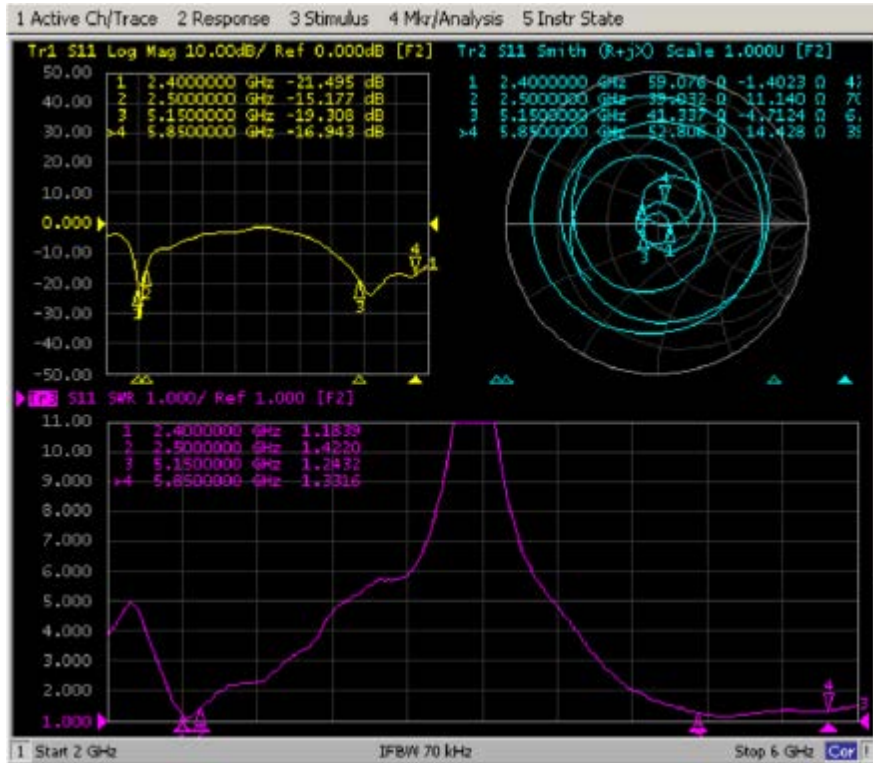 1 Active Ch/Trace 2 Response 3 Stimulus 4 Mkr/Analysis 5 Instr State
Tr1 S11 Log Mag 10.00dB/ Ref 0.000dB [F2]
50.00
40.00
30.00
20.00
10.00
0.000
-10.00
-20.00
-30.00
-40.00
-50.00
1 2.4000000 GHz -21.495 dB
2 2.5000000 GHz -15.177 dB
3 5.1500000 GHz -19.308 dB
>4 5.8500000 GHz -16.943 dB
Tr2 S11 Smith (R+jX) Scale 1.000U [F2]
1 2.4000000 GHz 59.076 Ω -1.4023 Ω
2 2.5000000 GHz 11.140 Ω
3 5.1500000 GHz 41.337 Ω -4.7124 Ω
>4 5.8500000 GHz 52.806 Ω 14.428 Ω
Tr3 S11 SWR 1.000/ Ref 1.000 [F2]
11.00
10.00
9.000
8.000
7.000
6.000
5.000
4.000
3.000
2.000
1.000
1 2.4000000 GHz 1.1839
2 2.5000000 GHz 1.4220
3 5.1500000 GHz 1.2432
>4 5.8500000 GHz 1.3316
1 Start 2 GHz IFBW 70 kHz Stop 6 GHz Cor !